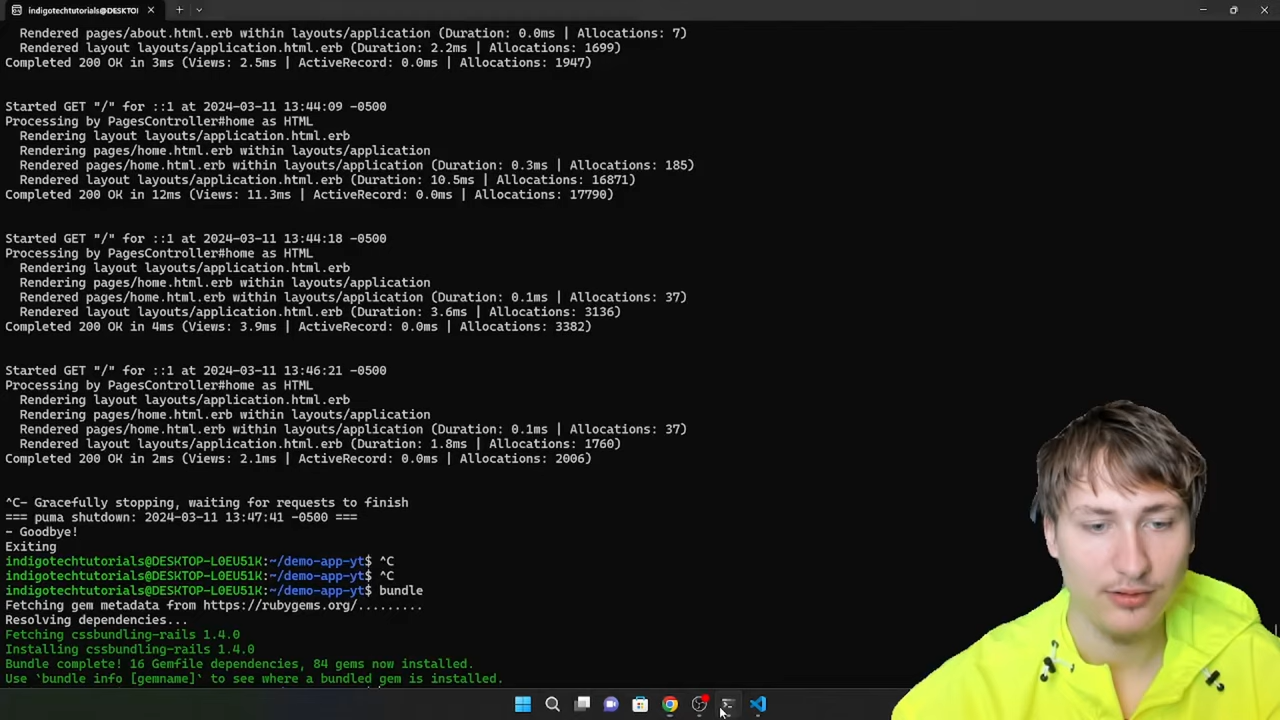 indigotechtutorials@DESKTOP-
Rendered pages/about.html.erb within layouts/application (Duration: 0.0ms | Allocations: 7)
Rendered layout layouts/application.html.erb (Duration: 2.2ms | Allocations: 1699)
Completed 200 OK in 3ms (Views: 2.5ms | ActiveRecord: 0.0ms | Allocations: 1947)
Started GET "/" for ::1 at 2024-03-11 13:44:09 -0500
Processing by PagesController#home as HTML
Rendering layout layouts/application.html.erb
Rendering pages/home.html.erb within layouts/application
Rendered pages/home.html.erb within layouts/application (Duration: 0.3ms | Allocations: 185)
Rendered layout layouts/application.html.erb (Duration: 10.5ms | Allocations: 16871)
Completed 200 OK in 12ms (Views: 11.3ms | ActiveRecord: 0.0ms | Allocations: 17790)
Started GET "/" for ::1 at 2024-03-11 13:44:18 -0500
Processing by PagesController#home as HTML
Rendering layout layouts/application.html.erb
Rendering pages/home.html.erb within layouts/application
Rendered pages/home.html.erb within layouts/application (Duration: 0.1ms | Allocations: 37)
Rendered layout layouts/application.html.erb (Duration: 3.6ms | Allocations: 3136)
Completed 200 OK in 4ms (Views: 3.9ms | ActiveRecord: 0.0ms | Allocations: 3382)
Started GET "/" for ::1 at 2024-03-11 13:46:21 -0500
Processing by PagesController#home as HTML
Rendering layout layouts/application.html.erb
Rendering pages/home.html.erb within layouts/application
Rendered pages/home.html.erb within layouts/application (Duration: 0.1ms | Allocations: 37)
Rendered layout layouts/application.html.erb (Duration: 1.8ms | Allocations: 1760)
Completed 200 OK in 2ms (Views: 2.1ms | ActiveRecord: 0.0ms | Allocations: 2006)
^C- Gracefully stopping, waiting for requests to finish
=== puma shutdown: 2024-03-11 13:47:41 -0500 ===
- Goodbye!
Exiting
indigotechtutorials@DESKTOP-L0EU51K:~/demo-app-yt$ ^C
indigotechtutorials@DESKTOP-L0EU51K:~/demo-app-yt$ ^C
indigotechtutorials@DESKTOP-L0EU51K:~/demo-app-yt$ bundle
Fetching gem metadata from https://rubygems.org/.........
Resolving dependencies...
Fetching cssbundling-rails 1.4.0
Installing cssbundling-rails 1.4.0
Bundle complete! 16 Gemfile dependencies, 84 gems now installed.
Use `bundle info [gemname]` to see where a bundled gem is installed.